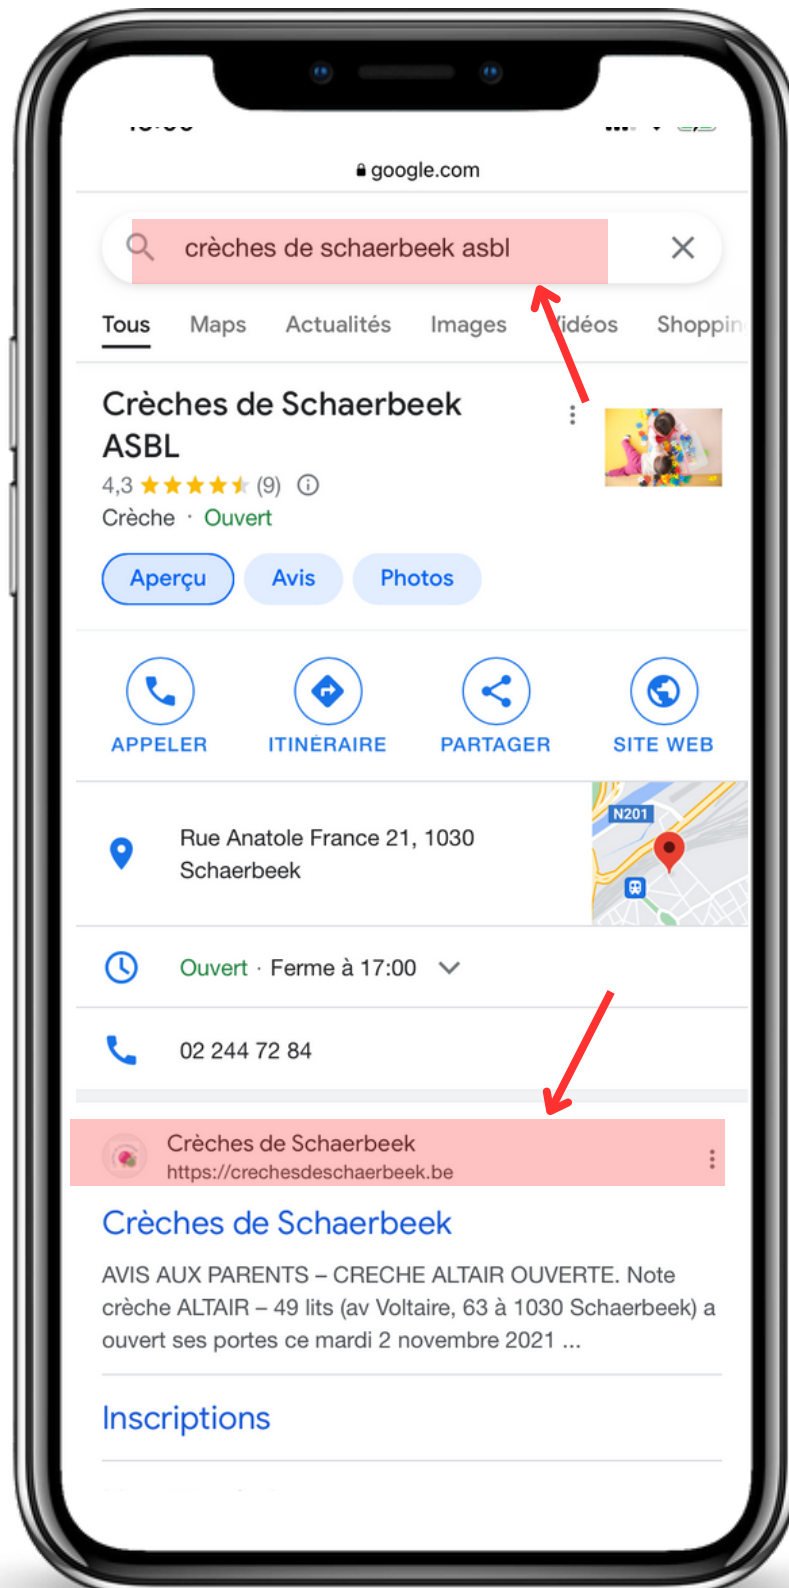 google.com
crèches de schaerbeek asbl
Tous Maps Actualités Images Vidéos Shoppin
Crèches de Schaerbeek
ASBL
4,3 (9)
Crèche · Ouvert
Aperçu Avis Photos
APPELER ITINÉRAIRE PARTAGER SITE WEB
Rue Anatole France 21, 1030
Schaerbeek
N201
Ouvert · Ferme à 17:00
02 244 72 84
Crèches de Schaerbeek
https://crechesdeschaerbeek.be
Crèches de Schaerbeek
AVIS AUX PARENTS – CRECHE ALTAIR OUVERTE. Note
crèche ALTAIR – 49 lits (av Voltaire, 63 à 1030 Schaerbeek) a
ouvert ses portes ce mardi 2 novembre 2021 ...
Inscriptions